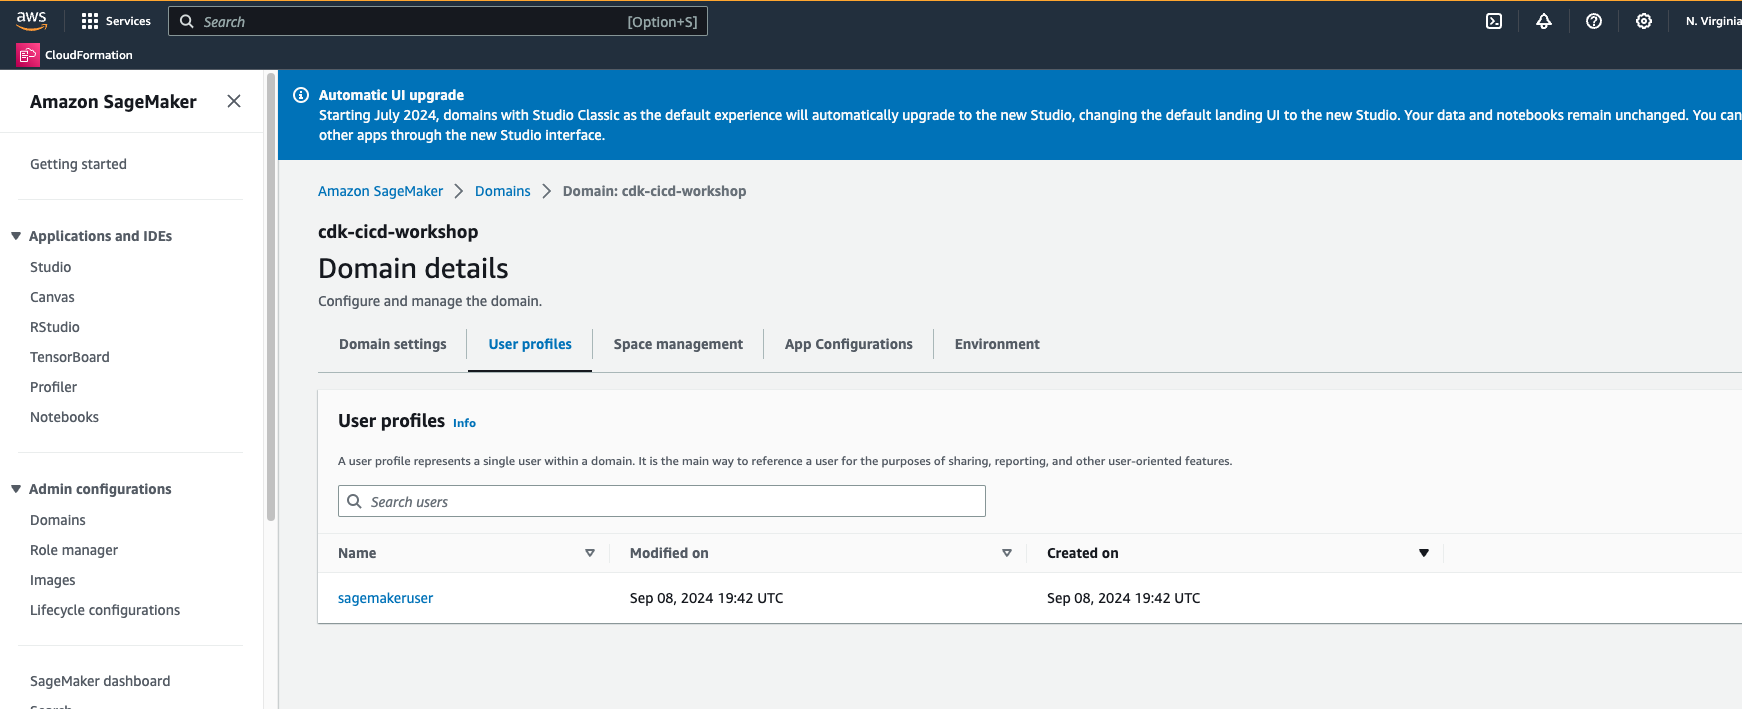 aws
Services
Search
[Option+S]
N. Virginia
CloudFormation
Amazon SageMaker
Getting started
Applications and IDEs
Studio
Canvas
RStudio
TensorBoard
Profiler
Notebooks
Admin configurations
Domains
Role manager
Images
Lifecycle configurations
SageMaker dashboard
Search
Automatic UI upgrade
Starting July 2024, domains with Studio Classic as the default experience will automatically upgrade to the new Studio, changing the default landing UI to the new Studio. Your data and notebooks remain unchanged. You can
other apps through the new Studio interface.
Amazon SageMaker
Domains
Domain: cdk-cicd-workshop
cdk-cicd-workshop
Domain details
Configure and manage the domain.
Domain settings
User profiles
Space management
App Configurations
Environment
User profiles Info
A user profile represents a single user within a domain. It is the main way to reference a user for the purposes of sharing, reporting, and other user-oriented features.
Search users
Name
Modified on
Created on
sagemakeruser
Sep 08, 2024 19:42 UTC
Sep 08, 2024 19:42 UTC